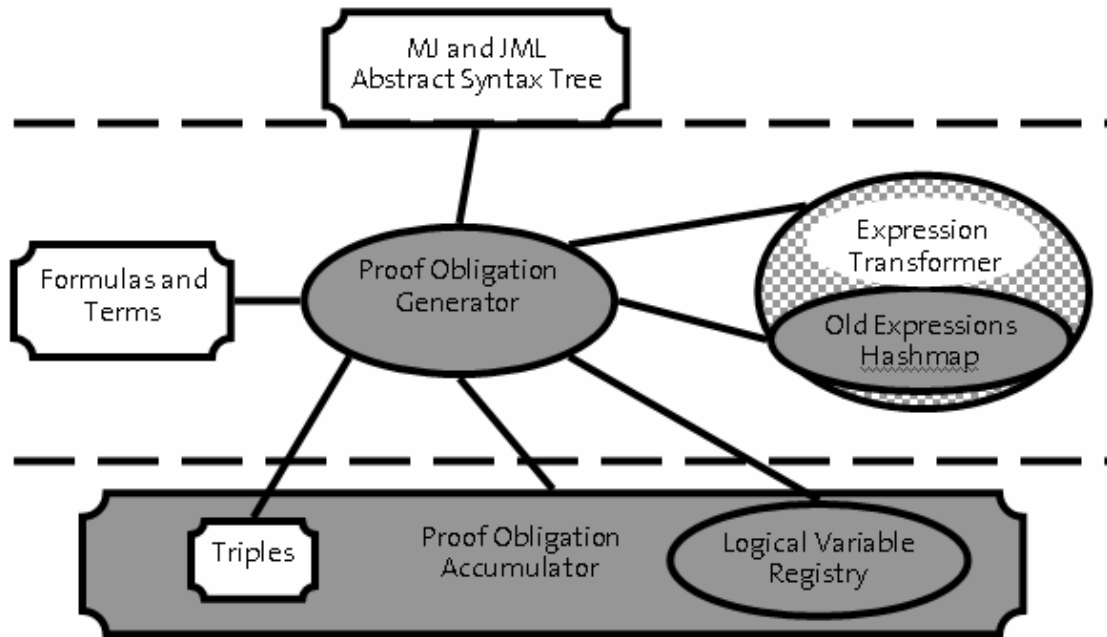 MJ and JML
Abstract Syntax Tree
Expression
Transformer
Proof Obligation
Generator
Formulas and
Terms
Old Expressions
Hashmap
Triples
Proof Obligation
Accumulator
Logical Variable
Registry